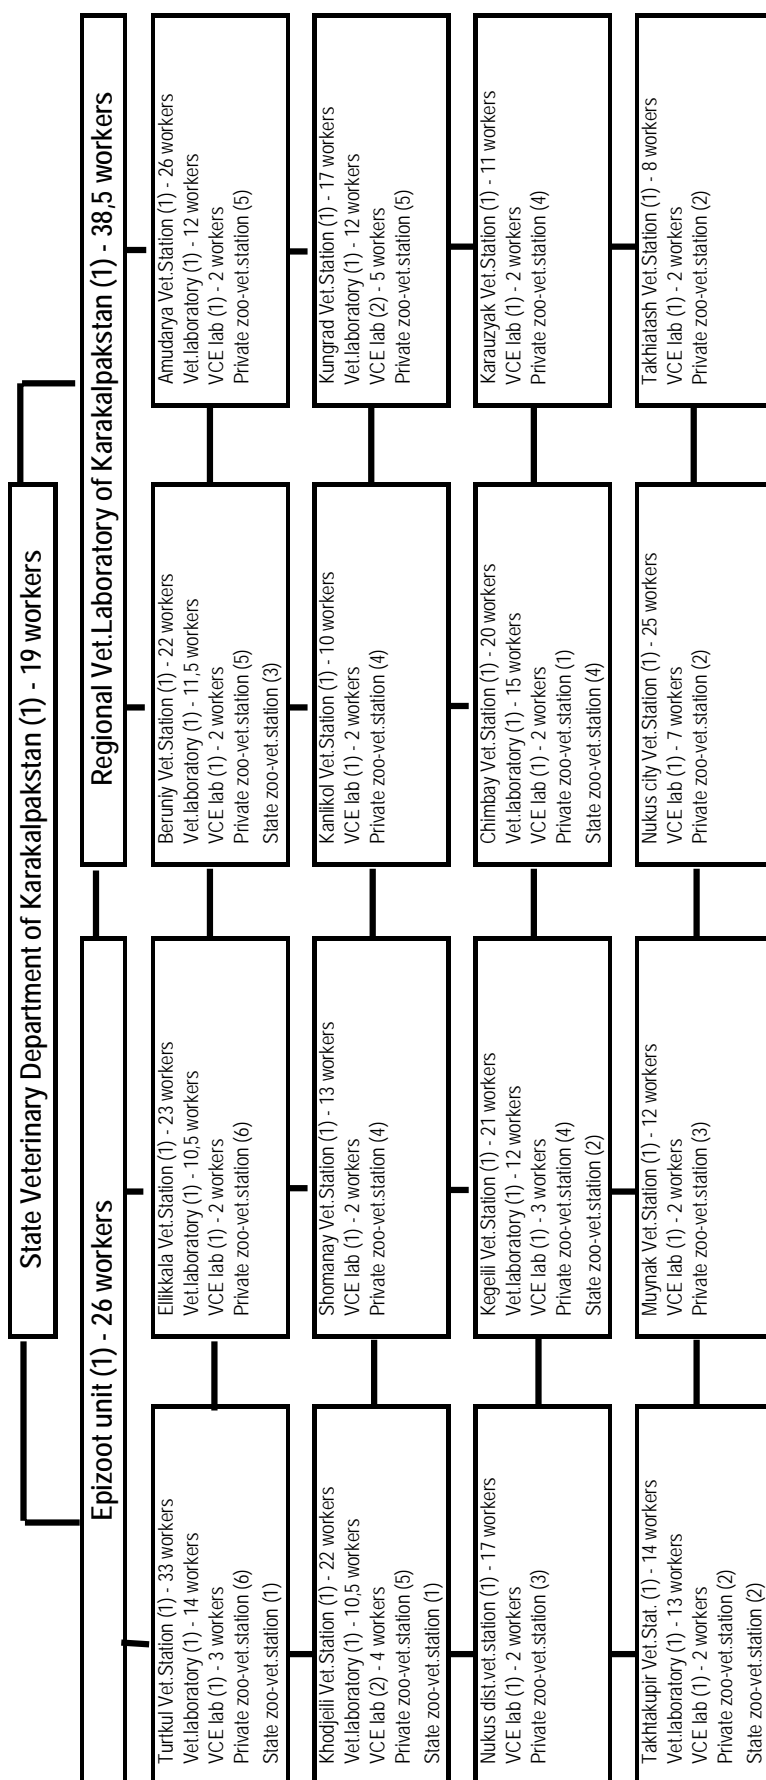 State Veterinary Department of Karakalpakstan (1) - 19 workers
Epizoot unit (1) - 26 workers
Regional Vet.Laboratory of Karakalpakstan (1) - 38,5 workers
Turtkul Vet.Station (1) - 33 workers
Vet.laboratory (1) - 14 workers
VCE lab (1) - 3 workers
Private zoo-vet.station (6)
State zoo-vet.station (1)
Ellikkala Vet.Station (1) - 23 workers
Vet.laboratory (1) - 10,5 workers
VCE lab (1) - 2 workers
Private zoo-vet.station (6)
Beruniy Vet.Station (1) - 22 workers
Vet.laboratory (1) - 11,5 workers
VCE lab (1) - 2 workers
Private zoo-vet.station (5)
State zoo-vet.station (3)
Amudarya Vet.Station (1) - 26 workers
Vet.laboratory (1) - 12 workers
VCE lab (1) - 2 workers
Private zoo-vet.station (5)
Khodjeili Vet.Station (1) - 22 workers
Vet.laboratory (1) - 10,5 workers
VCE lab (2) - 4 workers
Private zoo-vet.station (5)
State zoo-vet.station (1)
Shomanay Vet.Station (1) - 13 workers
VCE lab (1) - 2 workers
Private zoo-vet.station (4)
Kanlikol Vet.Station (1) - 10 workers
VCE lab (1) - 2 workers
Private zoo-vet.station (4)
Kungrad Vet.Station (1) - 17 workers
Vet.laboratory (1) - 12 workers
VCE lab (2) - 5 workers
Private zoo-vet.station (5)
Nukus dist.vet.station (1) - 17 workers
VCE lab (1) - 2 workers
Private zoo-vet.station (3)
Kegeili Vet.Station (1) - 21 workers
Vet.laboratory (1) - 12 workers
VCE lab (1) - 3 workers
Private zoo-vet.station (4)
State zoo-vet.station (2)
Chimbay Vet.Station (1) - 20 workers
Vet.laboratory (1) - 15 workers
VCE lab (1) - 2 workers
Private zoo-vet.station (1)
State zoo-vet.station (4)
Karauzyak Vet.Station (1) - 11 workers
VCE lab (1) - 2 workers
Private zoo-vet.station (4)
Takhtakupir Vet.Stat. (1) - 14 workers
Vet.laboratory (1) - 13 workers
VCE lab (1) - 2 workers
Private zoo-vet.station (2)
State zoo-vet.station (2)
Muynak Vet.Station (1) - 12 workers
VCE lab (1) - 2 workers
Private zoo-vet.station (3)
Nukus city Vet.Station (1) - 25 workers
VCE lab (1) - 7 workers
Private zoo-vet.station (2)
Takhiatash Vet.Station (1) - 8 workers
VCE lab (1) - 2 workers
Private zoo-vet.station (2)